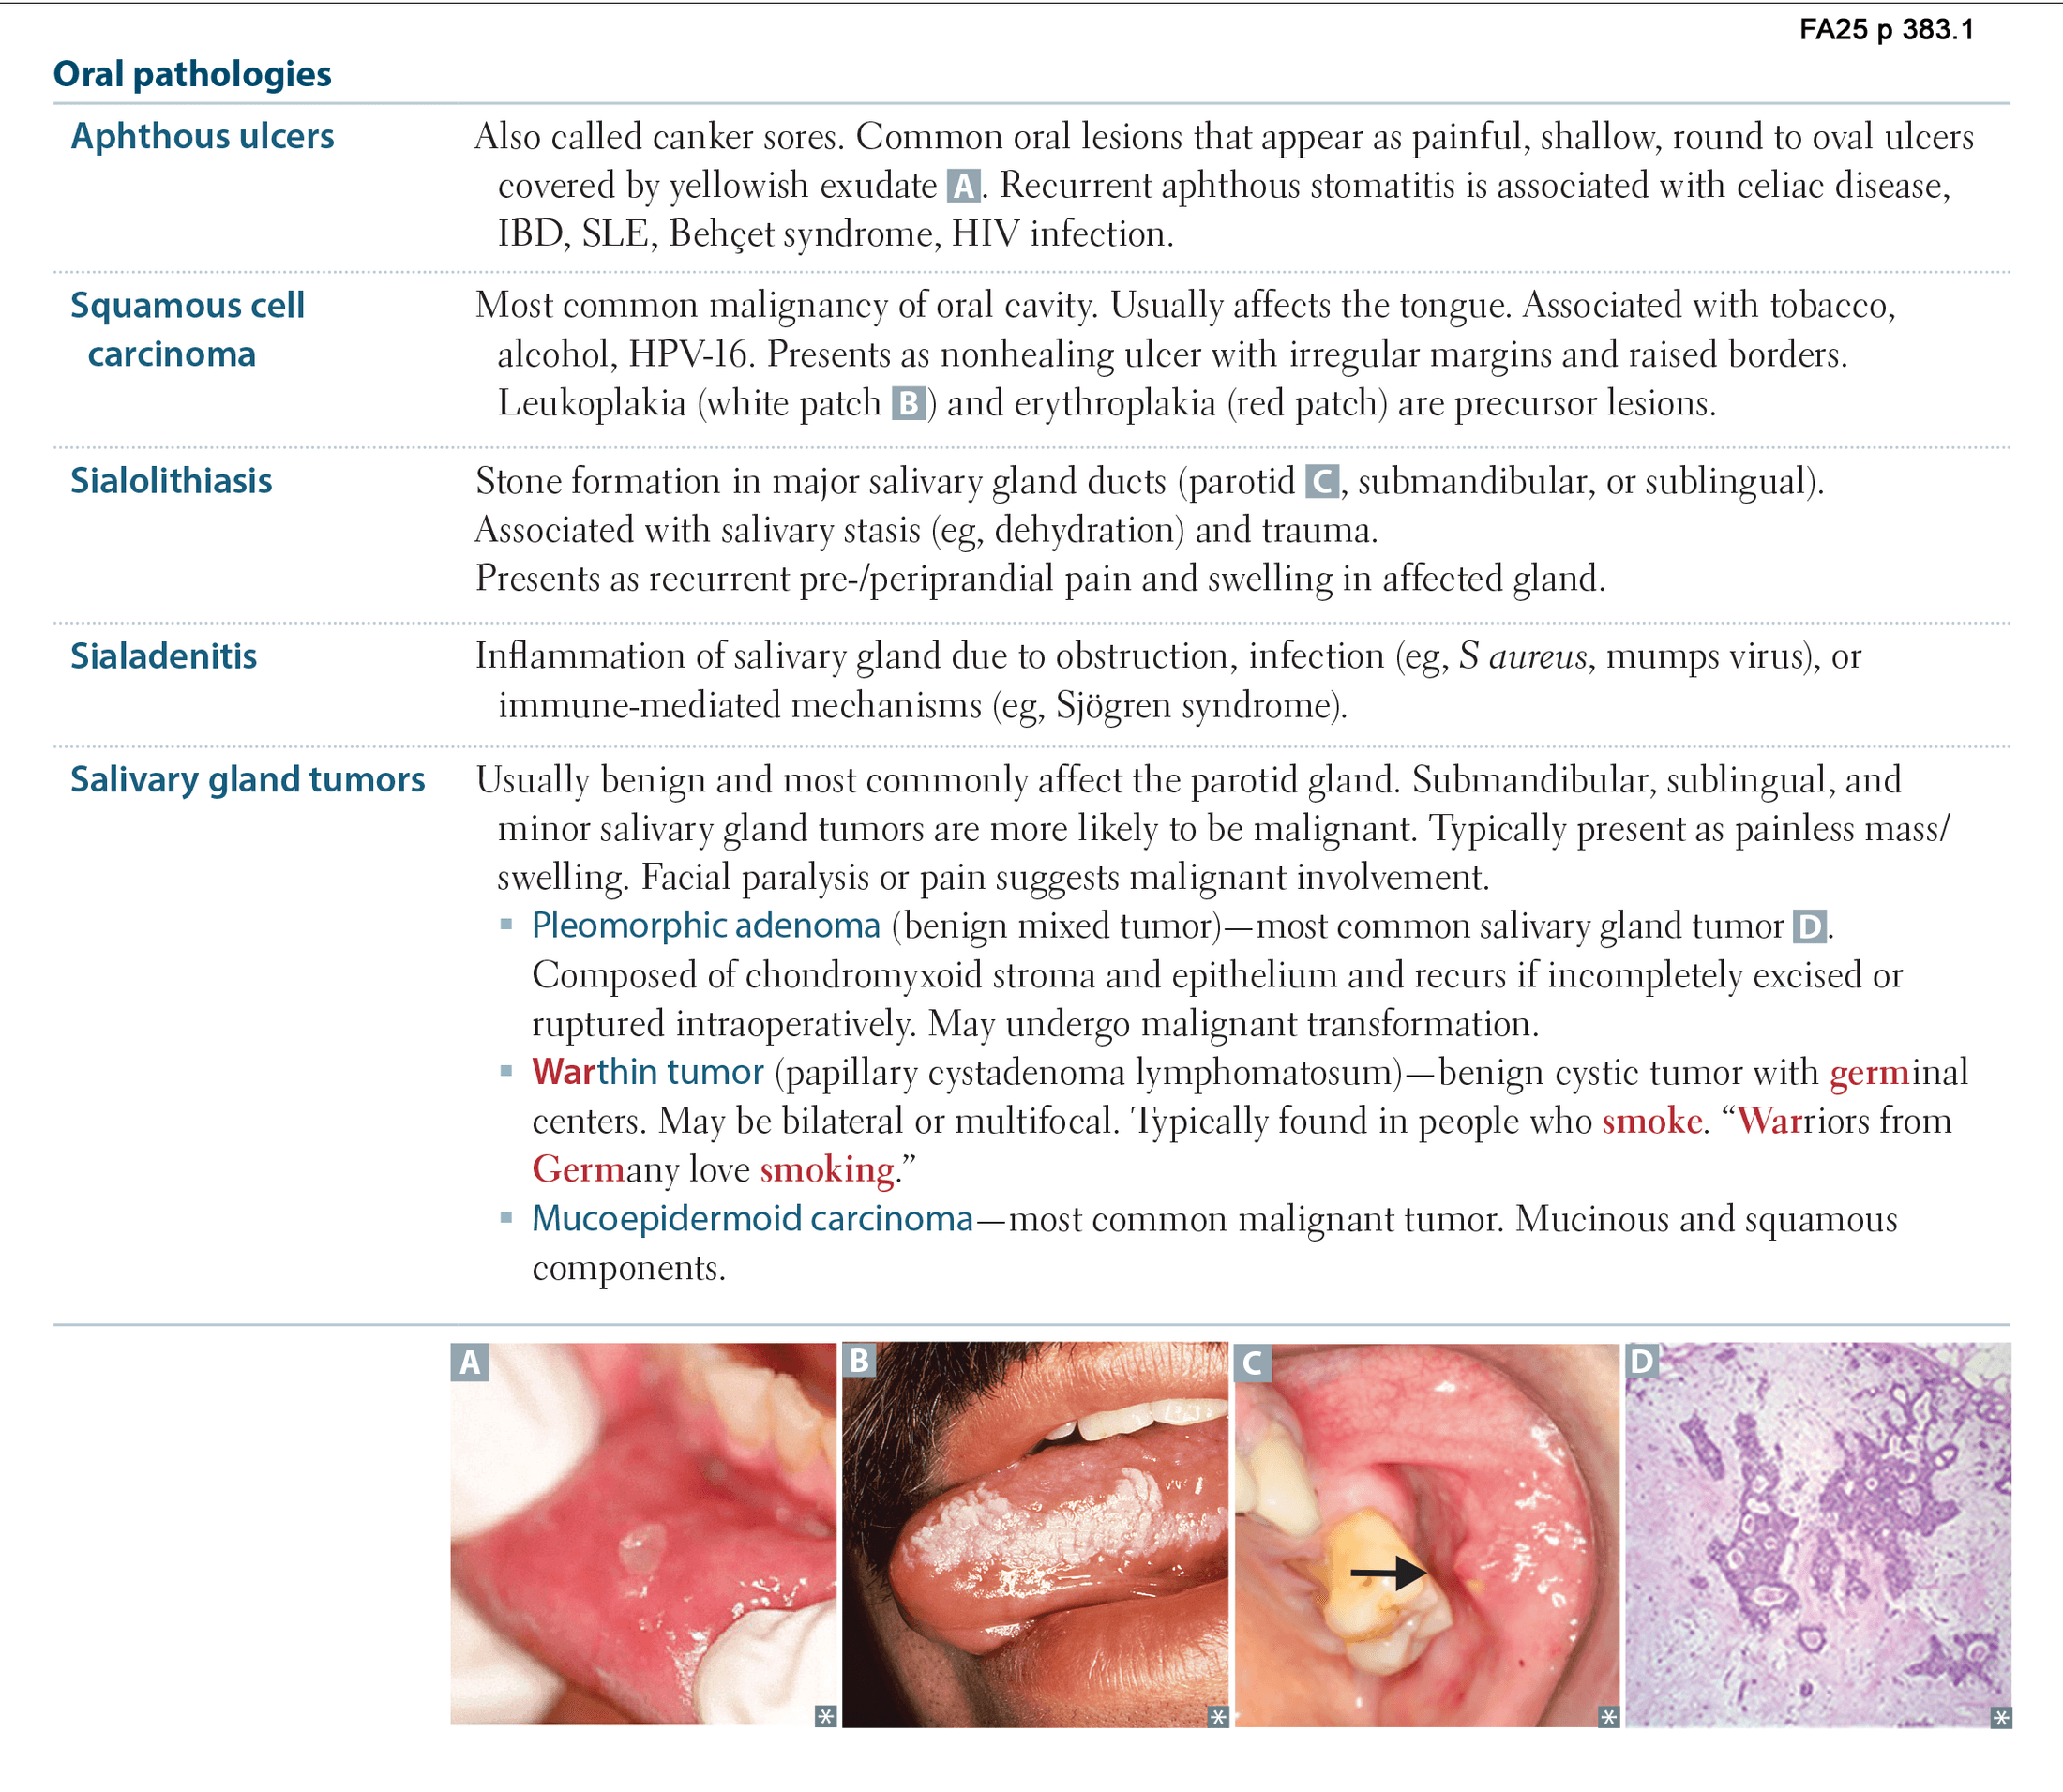 FA25 p 383.1
Oral pathologies
Aphthous ulcers
Also called canker sores. Common oral lesions that appear as painful, shallow, round to oval ulcers
covered by yellowish exudate A. Recurrent aphthous stomatitis is associated with celiac disease,
IBD, SLE, Behçet syndrome, HIV infection.
Squamous cell
carcinoma
Most common malignancy of oral cavity. Usually affects the tongue. Associated with tobacco,
alcohol, HPV-16. Presents as nonhealing ulcer with irregular margins and raised borders.
Leukoplakia (white patch B) and erythroplakia (red patch) are precursor lesions.
Sialolithiasis
Stone formation in major salivary gland ducts (parotid C, submandibular, or sublingual).
Associated with salivary stasis (eg, dehydration) and trauma.
Presents as recurrent pre-/periprandial pain and swelling in affected gland.
Sialadenitis
Inflammation of salivary gland due to obstruction, infection (eg, S aureus, mumps virus), or
immune-mediated mechanisms (eg, Sjögren syndrome).
Salivary gland tumors
Usually benign and most commonly affect the parotid gland. Submandibular, sublingual, and
minor salivary gland tumors are more likely to be malignant. Typically present as painless mass/
swelling. Facial paralysis or pain suggests malignant involvement.
▪ Pleomorphic adenoma (benign mixed tumor)—most common salivary gland tumor D.
Composed of chondromyxoid stroma and epithelium and recurs if incompletely excised or
ruptured intraoperatively. May undergo malignant transformation.
▪ Warthin tumor (papillary cystadenoma lymphomatosum)—benign cystic tumor with germinal
centers. May be bilateral or multifocal. Typically found in people who smoke. “Warriors from
Germany love smoking.”
▪ Mucoepidermoid carcinoma—most common malignant tumor. Mucinous and squamous
components.
A B C D
* * * *